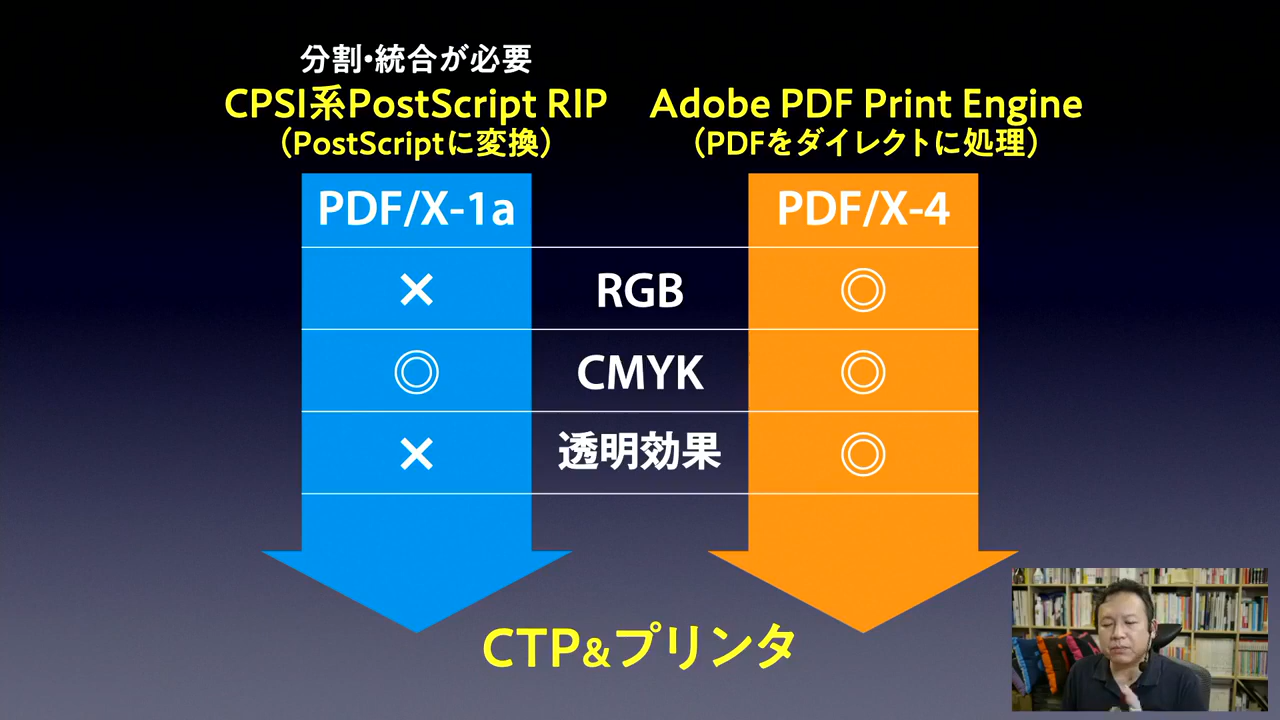 分割・統合が必要
CPSI系PostScript RIP
（PostScriptに変換）
Adobe PDF Print Engine
（PDFをダイレクトに処理）
PDF/X-1a
PDF/X-4
× RGB ◎
◎ CMYK ◎
× 透明効果 ◎
CTP&プリンタ